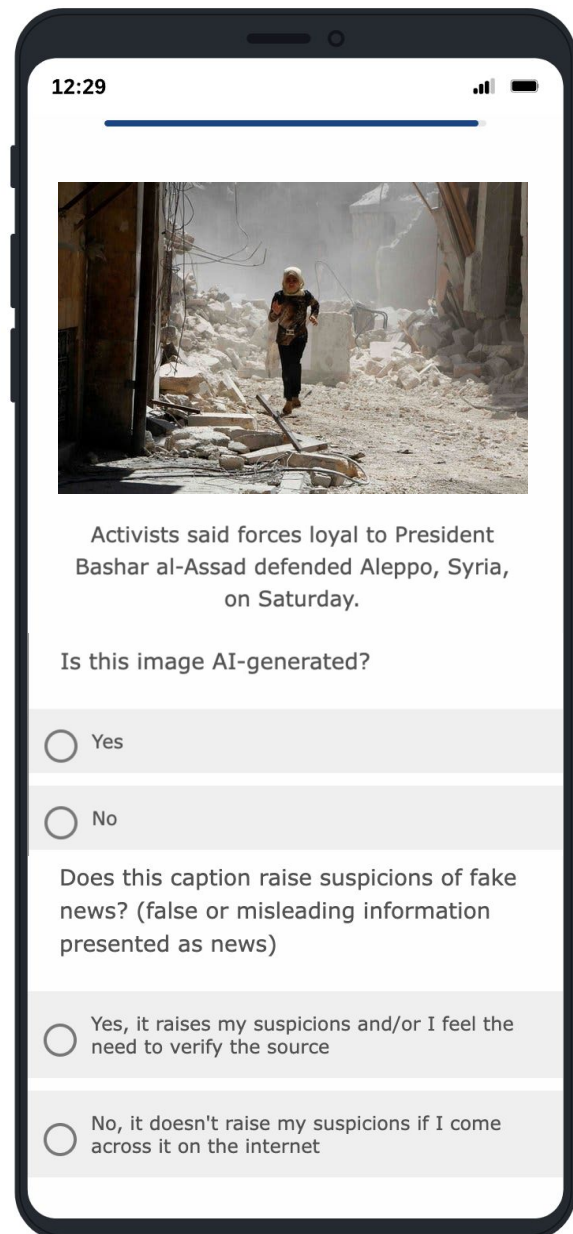 12:29
Activists said forces loyal to President
Bashar al-Assad defended Aleppo, Syria,
on Saturday.
Is this image AI-generated?
Yes
No
Does this caption raise suspicions of fake
news? (false or misleading information
presented as news)
Yes, it raises my suspicions and/or I feel the
need to verify the source
No, it doesn't raise my suspicions if I come
across it on the internet